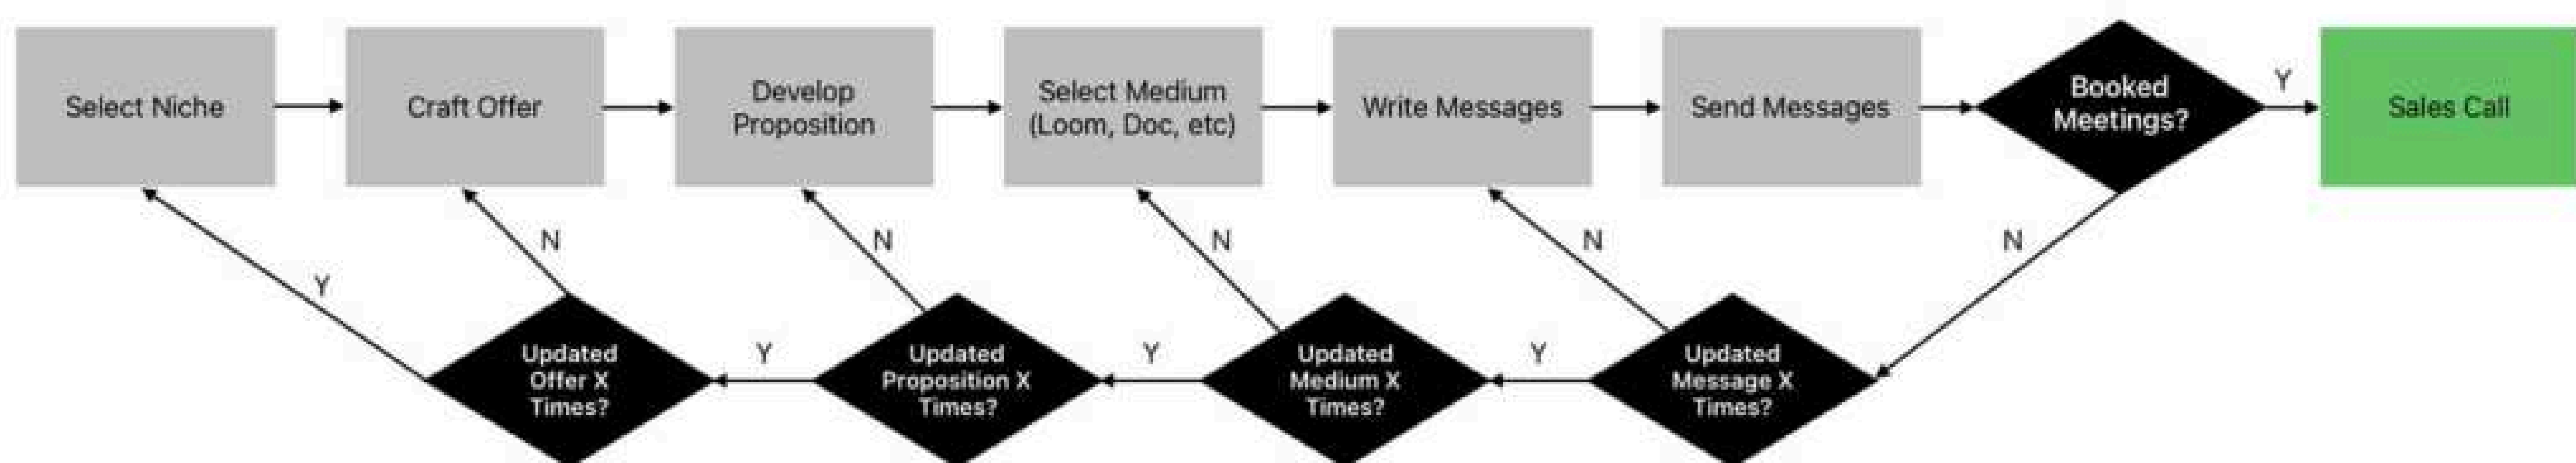 Select Niche
Craft Offer
Develop
Proposition
Select Medium
(Loom, Doc, etc)
Write Messages
Send Messages
Booked
Meetings?
Y
Sales Call
N
N
N
N
N
Y
Updated
Offer X
Times?
Y
Updated
Proposition X
Times?
Y
Updated
Medium X
Times?
Y
Updated
Message X
Times?